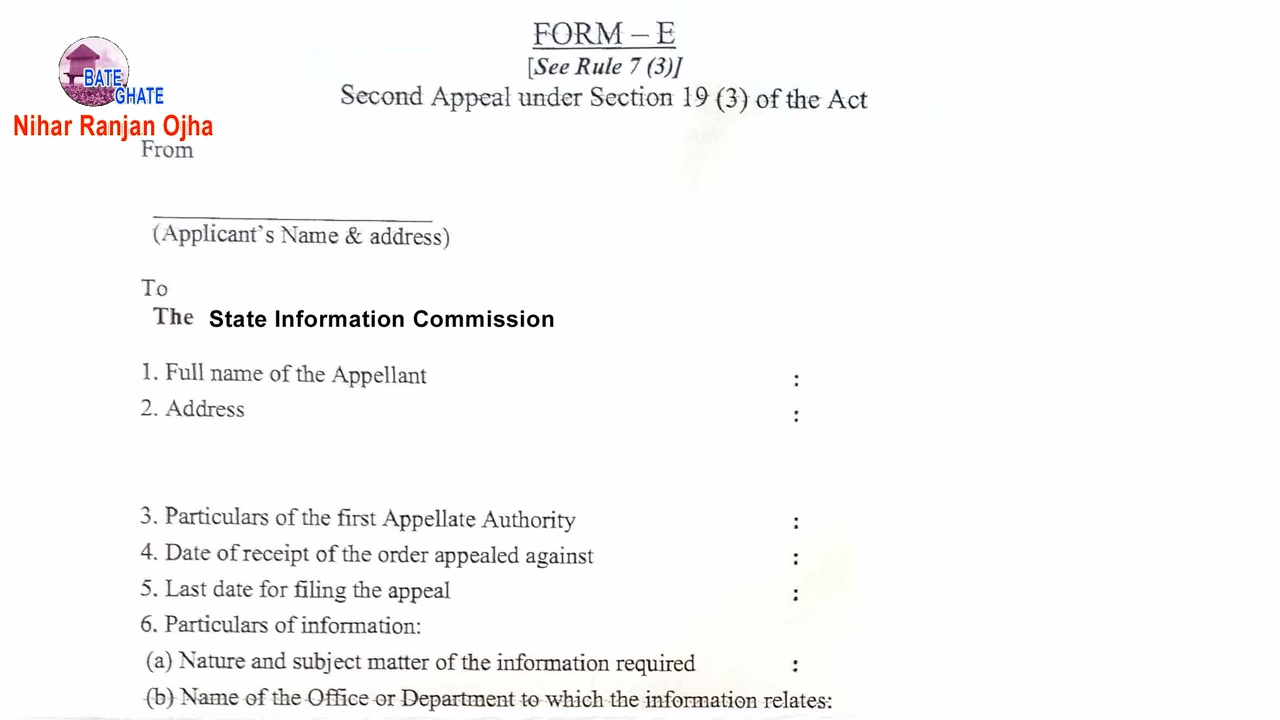 FORM – E
[See Rule 7 (3)]
Second Appeal under Section 19 (3) of the Act
BATE
GHATE
Nihar Ranjan Ojha
From
(Applicant's Name & address)
To
The State Information Commission
1. Full name of the Appellant :
2. Address :
3. Particulars of the first Appellate Authority :
4. Date of receipt of the order appealed against :
5. Last date for filing the appeal :
6. Particulars of information:
(a) Nature and subject matter of the information required :
(b) Name of the Office or Department to which the information relates: